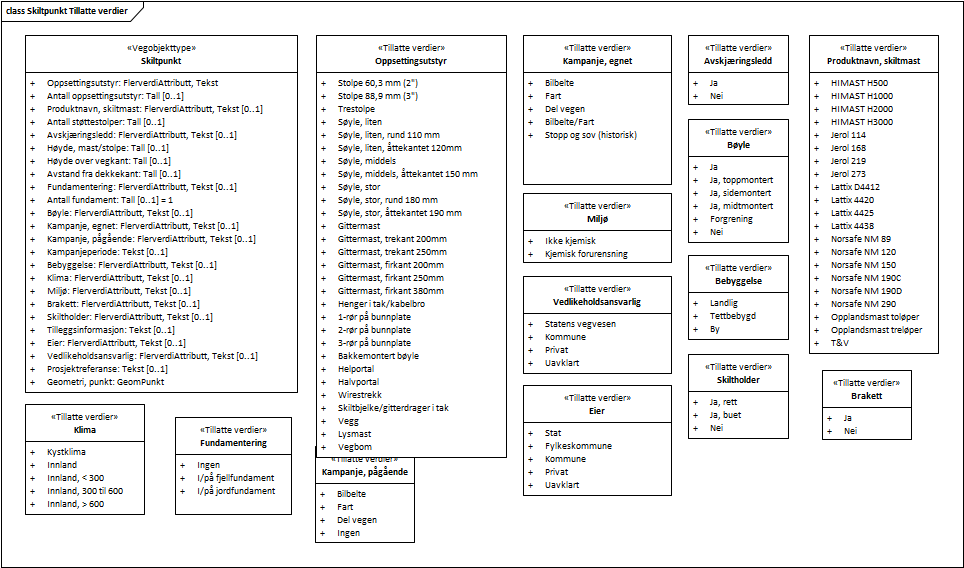 class Skiltpunkt Tillatte verdier
«Vegobjekttype»
Skiltpunkt
+ Oppsettingsutstyr: FlerverdiAttributt, Tekst
+ Antall oppsettingsutstyr: Tall [0..1]
+ Produktnavn, skiltmast: FlerverdiAttributt, Tekst [0..1]
+ Antall støttestolper: Tall [0..1]
+ Avskjæringsledd: FlerverdiAttributt, Tekst [0..1]
+ Høyde, mast/stolpe: Tall [0..1]
+ Høyde over vegkant: Tall [0..1]
+ Avstand fra dekkekant: Tall [0..1]
+ Fundamentering: FlerverdiAttributt, Tekst [0..1]
+ Antall fundament: Tall [0..1] = 1
+ Bøyle: FlerverdiAttributt, Tekst [0..1]
+ Kampanje, egnet: FlerverdiAttributt, Tekst [0..1]
+ Kampanje, pågående: FlerverdiAttributt, Tekst [0..1]
+ Kampanjeperiode: Tekst [0..1]
+ Bebyggelse: FlerverdiAttributt, Tekst [0..1]
+ Klima: FlerverdiAttributt, Tekst [0..1]
+ Miljø: FlerverdiAttributt, Tekst [0..1]
+ Brakett: FlerverdiAttributt, Tekst [0..1]
+ Skiltholder: FlerverdiAttributt, Tekst [0..1]
+ Tilleggsinformasjon: Tekst [0..1]
+ Eier: FlerverdiAttributt, Tekst [0..1]
+ Vedlikeholdsansvarlig: FlerverdiAttributt, Tekst [0..1]
+ Prosjektreferanse: Tekst [0..1]
+ Geometri, punkt: GeomPunkt
«Tillatte verdier»
Klima
+ Kystklima
+ Innland
+ Innland, < 300
+ Innland, 300 til 600
+ Innland, > 600
«Tillatte verdier»
Fundamentering
+ Ingen
+ I/på fjellfundament
+ I/på jordfundament
«Tillatte verdier»
Oppsettingsutstyr
+ Stolpe 60,3 mm (2")
+ Stolpe 88,9 mm (3")
+ Trestolpe
+ Søyle, liten
+ Søyle, liten, rund 110 mm
+ Søyle, liten, åttekantet 120mm
+ Søyle, middels
+ Søyle, middels, åttekantet 150 mm
+ Søyle, stor
+ Søyle, stor, rund 180 mm
+ Søyle, stor, åttekantet 190 mm
+ Gittermast
+ Gittermast, trekant 200mm
+ Gittermast, trekant 250mm
+ Gittermast, firkant 200mm
+ Gittermast, firkant 250mm
+ Gittermast, firkant 380mm
+ Henger i tak/kabelbro
+ 1-rør på bunnplate
+ 2-rør på bunnplate
+ 3-rør på bunnplate
+ Bakkemontert bøyle
+ Helportal
+ Halvportal
+ Wirestrekk
+ Skiltbjelke/gitterdrager i tak
+ Vegg
+ Lysmast
+ Vegbom
«Tillatte verdier»
Kampanje, pågående
+ Bilbelte
+ Fart
+ Del vegen
+ Ingen
«Tillatte verdier»
Kampanje, egnet
+ Bilbelte
+ Fart
+ Del vegen
+ Bilbelte/Fart
+ Stopp og sov (historisk)
«Tillatte verdier»
Miljø
+ Ikke kjemisk
+ Kjemisk forurensning
«Tillatte verdier»
Vedlikeholdsansvarlig
+ Statens vegvesen
+ Kommune
+ Privat
+ Uavklart
«Tillatte verdier»
Eier
+ Stat
+ Fylkeskommune
+ Kommune
+ Privat
+ Uavklart
«Tillatte verdier»
Avskjæringsledd
+ Ja
+ Nei
«Tillatte verdier»
Bøyle
+ Ja
+ Ja, toppmontert
+ Ja, sidemontert
+ Ja, midtmontert
+ Forgrening
+ Nei
«Tillatte verdier»
Bebyggelse
+ Landlig
+ Tettbebygd
+ By
«Tillatte verdier»
Skiltholder
+ Ja, rett
+ Ja, buet
+ Nei
«Tillatte verdier»
Produktnavn, skiltmast
+ HIMAST H500
+ HIMAST H1000
+ HIMAST H2000
+ HIMAST H3000
+ Jerol 114
+ Jerol 168
+ Jerol 219
+ Jerol 273
+ Lattix D4412
+ Lattix 4420
+ Lattix 4425
+ Lattix 4438
+ Norsafe NM 89
+ Norsafe NM 120
+ Norsafe NM 150
+ Norsafe NM 190C
+ Norsafe NM 190D
+ Norsafe NM 290
+ Opplandsmast toløper
+ Opplandsmast treløper
+ T&V
«Tillatte verdier»
Brakett
+ Ja
+ Nei